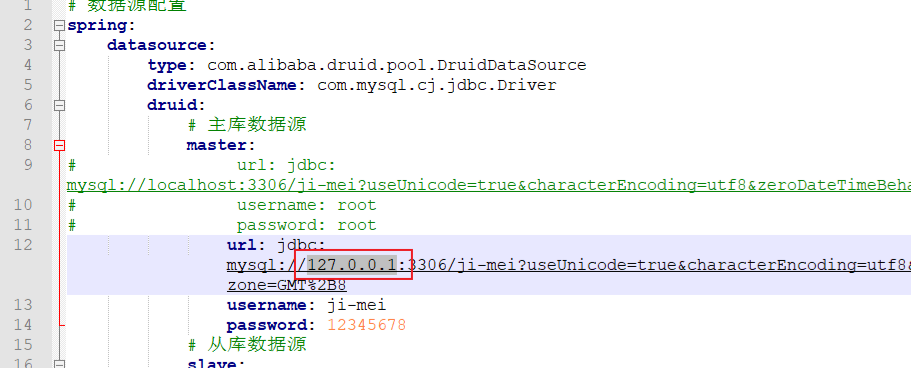 1 # 数据源配置
2 spring:
3 datasource:
4 type: com.alibaba.druid.pool.DruidDataSource
5 driverClassName: com.mysql.cj.jdbc.Driver
6 druid:
7 # 主库数据源
8 master:
9 # url: jdbc:
mysql://localhost:3306/ji-mei?useUnicode=true&characterEncoding=utf8&zeroDateTimeBeha
10 # username: root
11 # password: root
12 url: jdbc:
mysql://127.0.0.1:3306/ji-mei?useUnicode=true&characterEncoding=utf8&
zone=GMT%2B8
13 username: ji-mei
14 password: 12345678
15 # 从库数据源
16 slave: